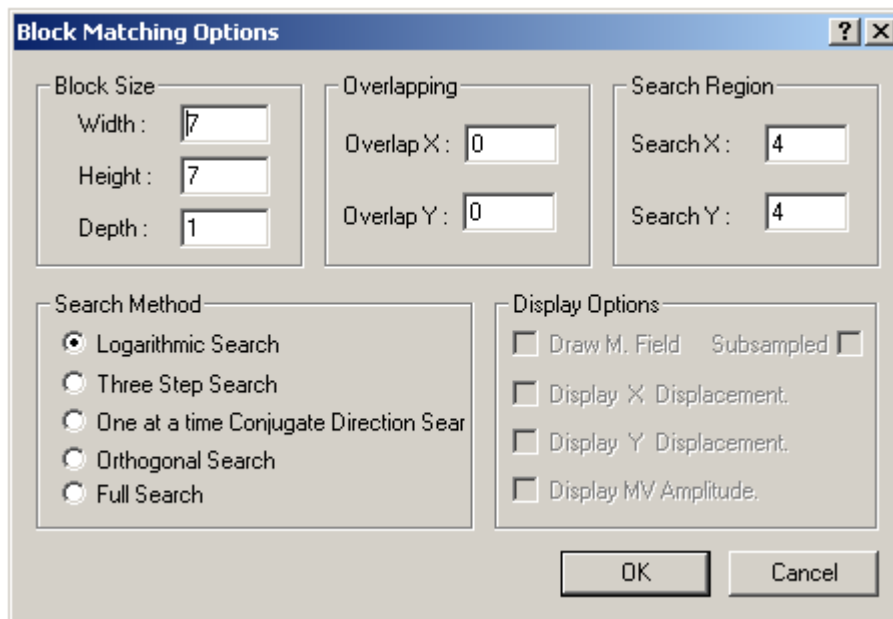 Block Matching Options
Block Size
Width : 7
Height : 7
Depth : 1
Overlapping
Overlap X : 0
Overlap Y : 0
Search Region
Search X : 4
Search Y : 4
Search Method
Logarithmic Search
Three Step Search
One at a time Conjugate Direction Sear
Orthogonal Search
Full Search
Display Options
Draw M. Field Subsampled
Display X Displacement.
Display Y Displacement.
Display MV Amplitude.
OK Cancel